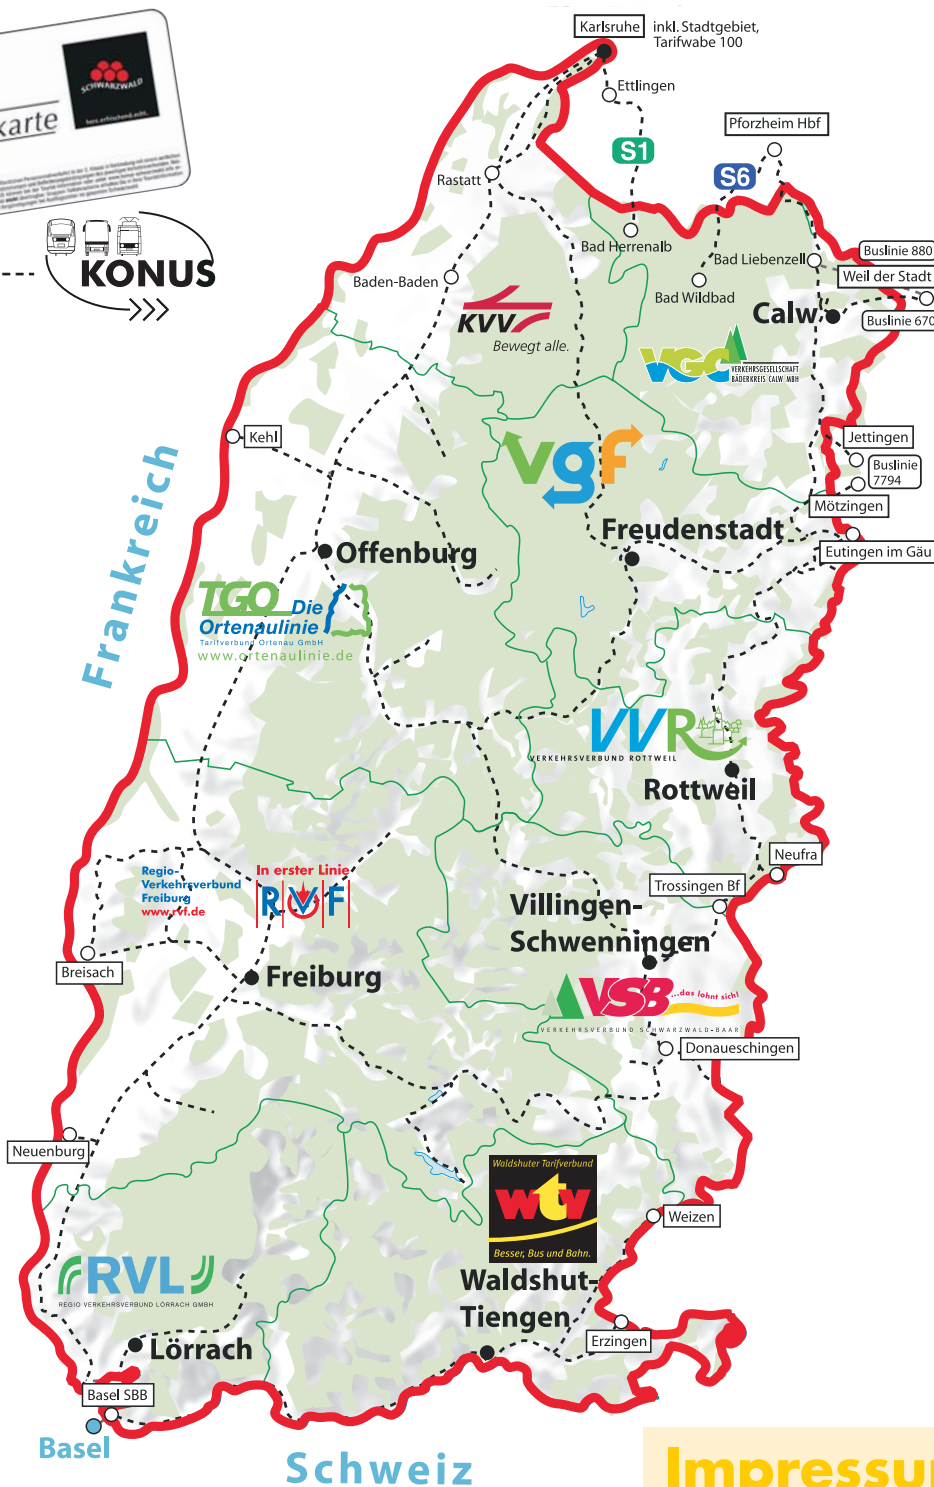 Karlsruhe
inkl. Stadtgebiet,
Tarifwabe 100
Ettlingen
S1
Pforzheim Hbf
S6
SCHWARZWALD
herz.erfrischend.echt.
karte
KONUS
Rastatt
Bad Herrenalb
Bad Liebenzell
Buslinie 880
Weil der Stadt
Baden-Baden
Bad Wildbad
Calw
Buslinie 670
KVV
Bewegt alle.
VGC
VERKEHRSGESELLSCHAFT
BÄDERKREIS CALW MBH
Kehl
vgf
Jettingen
Buslinie
7794
Mötzingen
Frankreich
Offenburg
Freudenstadt
Eutingen im Gäu
TGO Die
Ortenaulinie
Tarifverbund Ortenau GmbH
www.ortenaulinie.de
VVR
VERKEHRSVERBUND ROTTWEIL
Rottweil
Neufra
Regio-
Verkehrsverbund
Freiburg
www.rvf.de
In erster Linie
RVF
Trossingen Bf
Villingen-
Schwenningen
Breisach
Freiburg
VSB
...das lohnt sich!
VERKEHRSVERBUND SCHWARZWALD-BAAR
Donaueschingen
Neuenburg
Waldshuter Tarifverbund
wtv
Besser, Bus und Bahn.
Weizen
RVL
REGIO VERKEHRSVERBUND LÖRRACH GMBH
Waldshut-
Tiengen
Erzingen
Lörrach
Basel SBB
Basel
Schweiz
Impressu